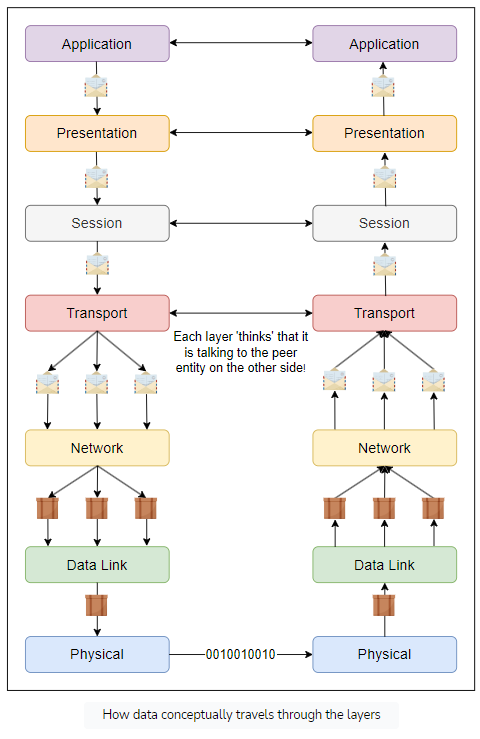 Application Application
Presentation Presentation
Session Session
Transport Transport
Each layer 'thinks' that it
is talking to the peer
entity on the other side!
Network Network
Data Link Data Link
Physical 0010010010 Physical
How data conceptually travels through the layers